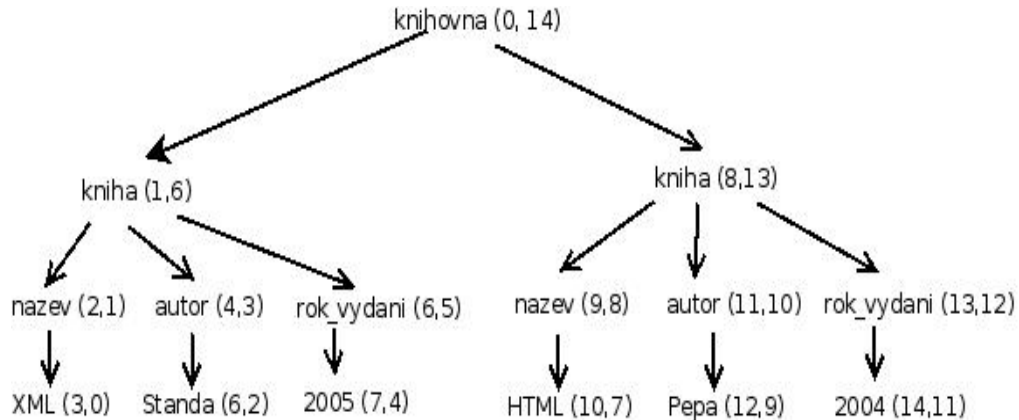 knihovna (0, 14)
kniha (1,6)
kniha (8,13)
nazev (2,1)
autor (4,3)
rok_vydani (6,5)
nazev (9,8)
autor (11,10)
rok_vydani (13,12)
XML (3,0)
Standa (6,2)
2005 (7,4)
HTML (10,7)
Pepa (12,9)
2004 (14,11)